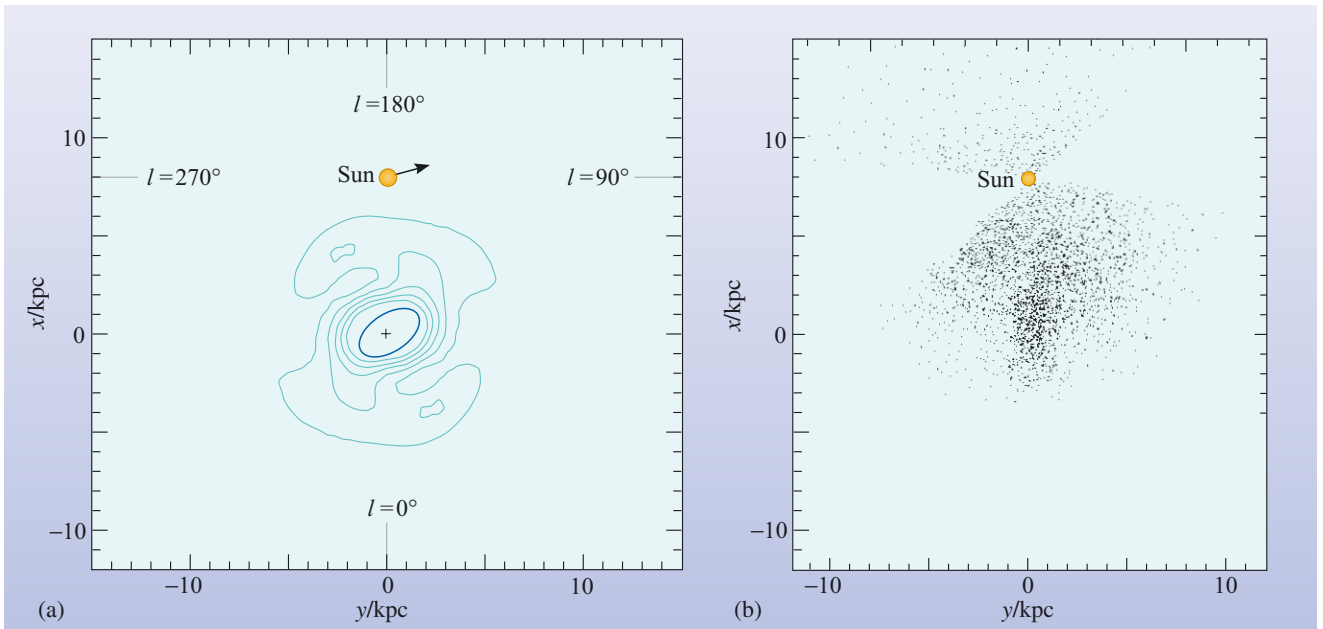 l =180°
10
Sun
l =270°
l =90°
x/kpc
0
l =0°
−10
−10
0
10
(a)
y/kpc
10
Sun
x/kpc
0
−10
−10
0
10
(b)
y/kpc